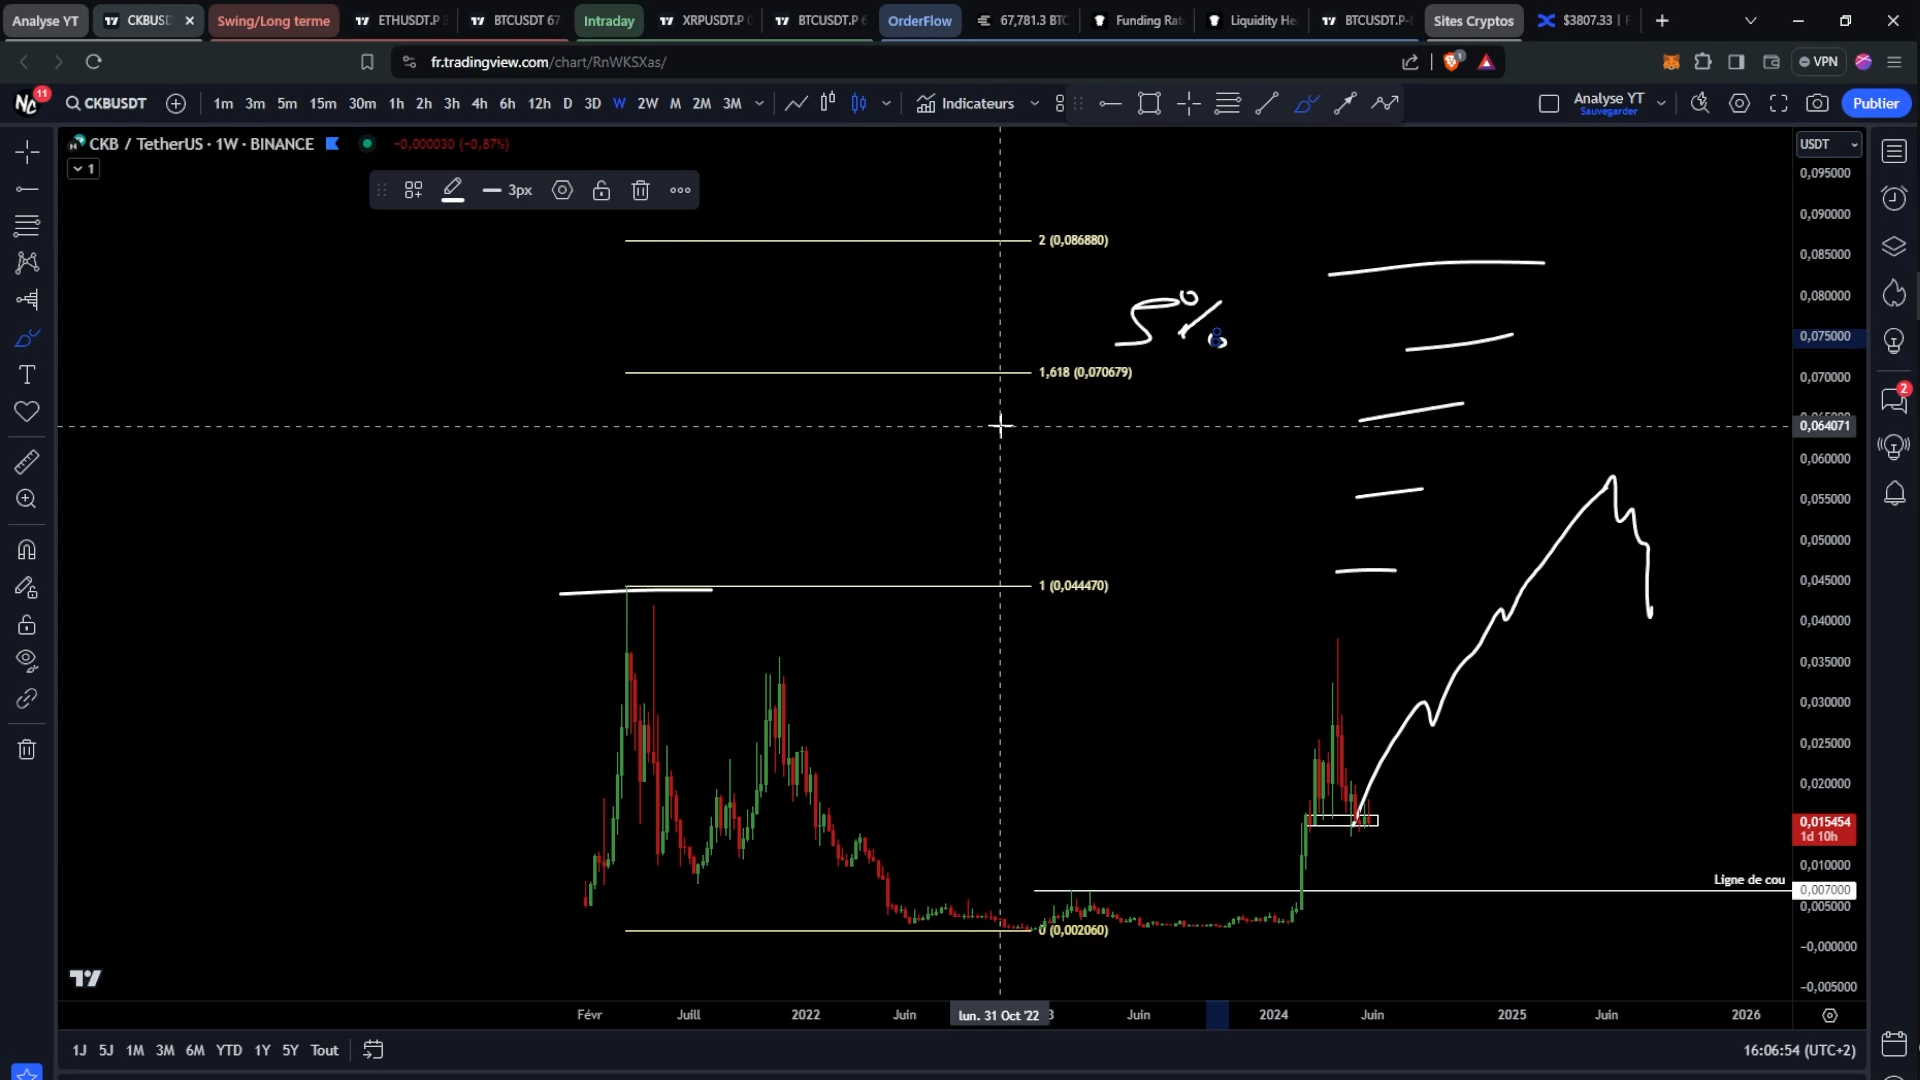 Analyse YT
CKBUSD
Swing/Long terme
ETHUSDT.P 3
BTCUSDT 67
Intraday
XRPUSDT.P
BTCUSDT.P 6
OrderFlow
67,781.3 BTC
Funding Rat
Liquidity He
BTCUSDT.P-
Sites Cryptos
$3807.33 | F
fr.tradingview.com/chart/RnWKSXas/
1
VPN
11
CKBUSDT
1m 3m 5m 15m 30m 1h 2h 3h 4h 6h 12h D 3D W 2W M 2M 3M
Indicateurs
Analyse YT
Sauvegarder
Publier
CKB / TetherUS · 1W · BINANCE
−0,000030 (−0,87%)
USDT
1
3px
2 (0,086880)
5%
1,618 (0,070679)
1 (0,044470)
0 (0,002060)
Ligne de cou
0,095000
0,090000
0,085000
0,080000
0,075000
0,070000
0,064071
0,060000
0,055000
0,050000
0,045000
0,040000
0,035000
0,030000
0,025000
0,020000
0,015454
1d 10h
0,010000
0,007000
0,005000
−0,000000
−0,005000
2
Févr Juill 2022 Juin lun. 31 Oct '22 3 Juin 2024 Juin 2025 Juin 2026
1J 5J 1M 3M 6M YTD 1Y 5Y Tout
16:06:54 (UTC+2)